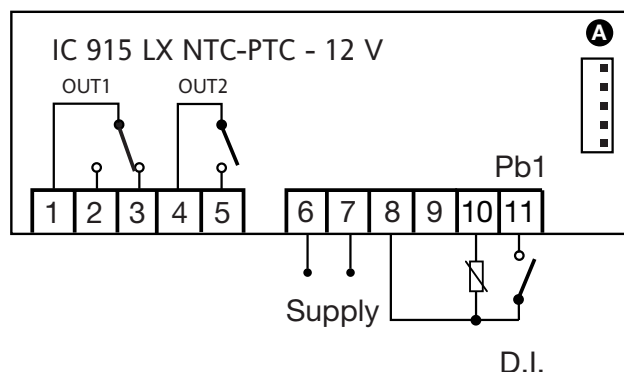 A
IC 915 LX NTC-PTC - 12 V
OUT1 OUT2
Pb1
1 2 3 4 5 6 7 8 9 10 11
Supply
D.I.